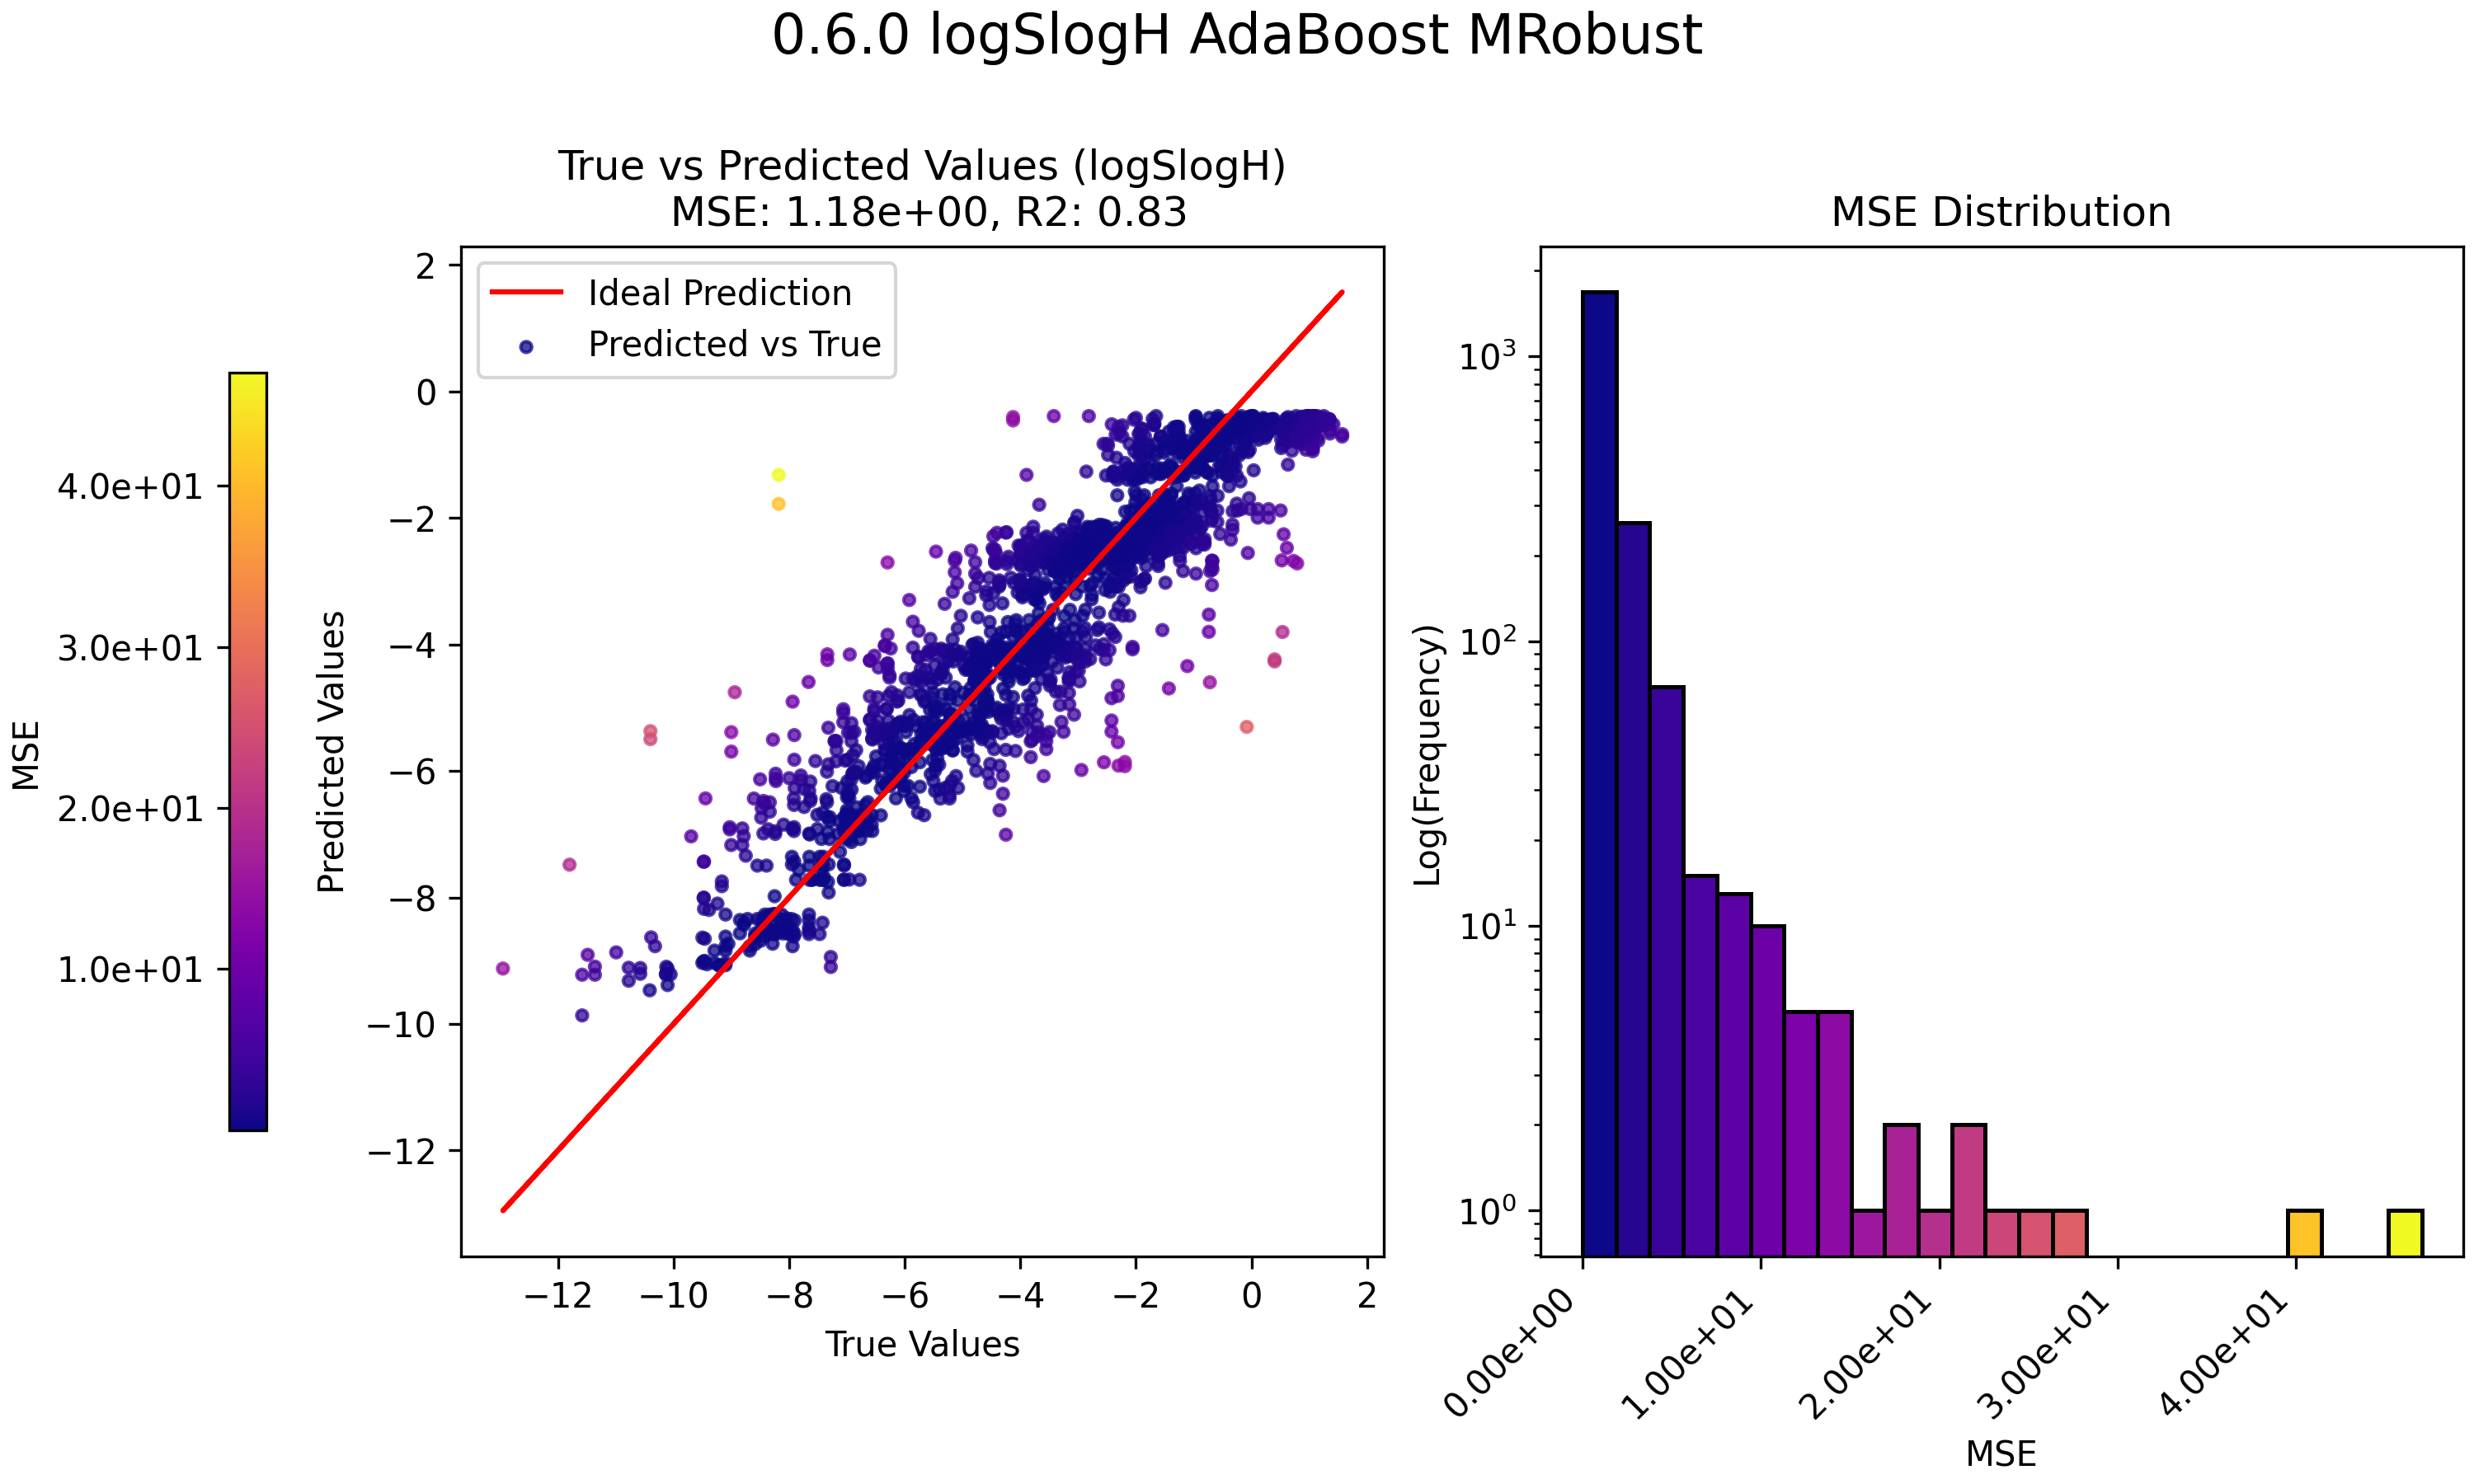 0.6.0 logSlogH AdaBoost MRobust
True vs Predicted Values (logSlogH)
MSE: 1.18e+00, R2: 0.83
MSE Distribution
Ideal Prediction
Predicted vs True
MSE
4.0e+01
3.0e+01
2.0e+01
1.0e+01
Predicted Values
2
0
−2
−4
−6
−8
−10
−12
−12 −10 −8 −6 −4 −2 0 2
True Values
Log(Frequency)
10³
10²
10¹
10⁰
0.00e+00 1.00e+01 2.00e+01 3.00e+01 4.00e+01
MSE